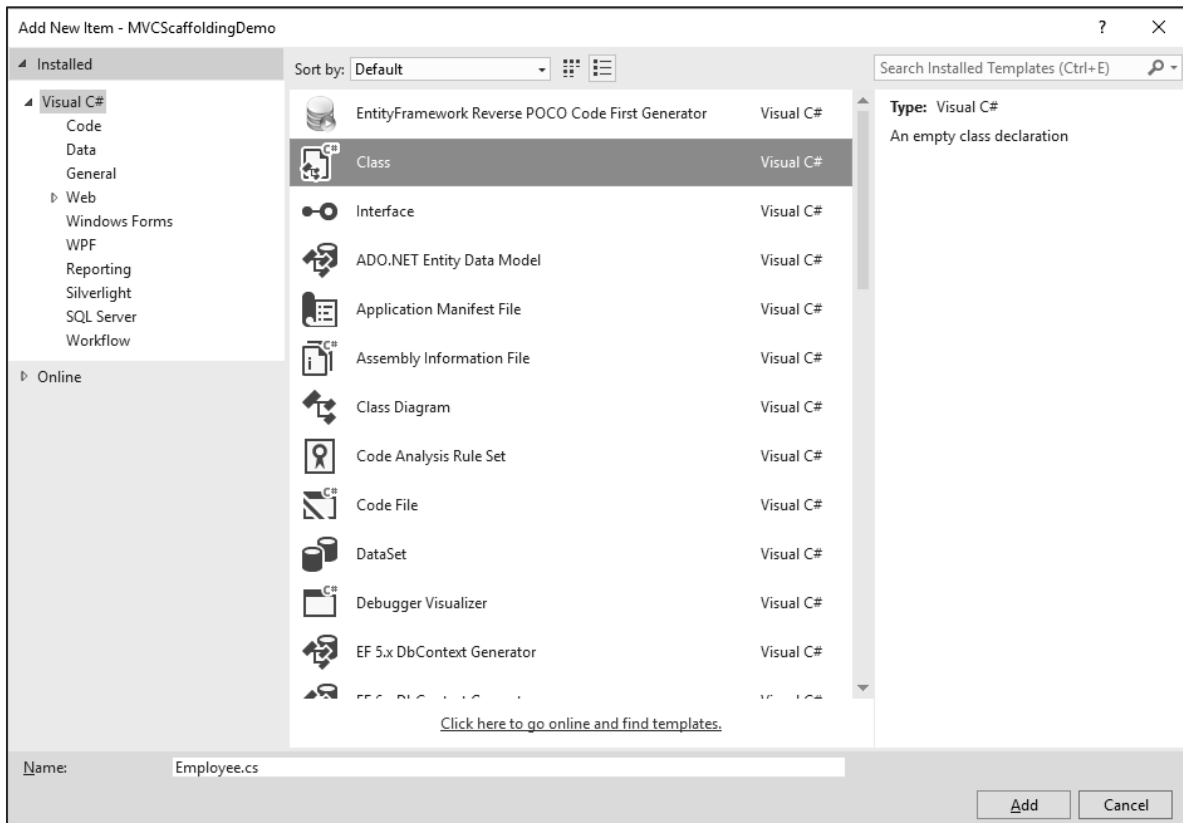 Add New Item - MVCScaffoldingDemo
?
Installed
Sort by: Default
Search Installed Templates (Ctrl+E)
Visual C#
Code
Data
General
Web
Windows Forms
WPF
Reporting
Silverlight
SQL Server
Workflow
Online
EntityFramework Reverse POCO Code First Generator Visual C#
Class Visual C#
Interface Visual C#
ADO.NET Entity Data Model Visual C#
Application Manifest File Visual C#
Assembly Information File Visual C#
Class Diagram Visual C#
Code Analysis Rule Set Visual C#
Code File Visual C#
DataSet Visual C#
Debugger Visualizer Visual C#
EF 5.x DbContext Generator Visual C#
Click here to go online and find templates.
Type: Visual C#
An empty class declaration
Name: Employee.cs
Add Cancel